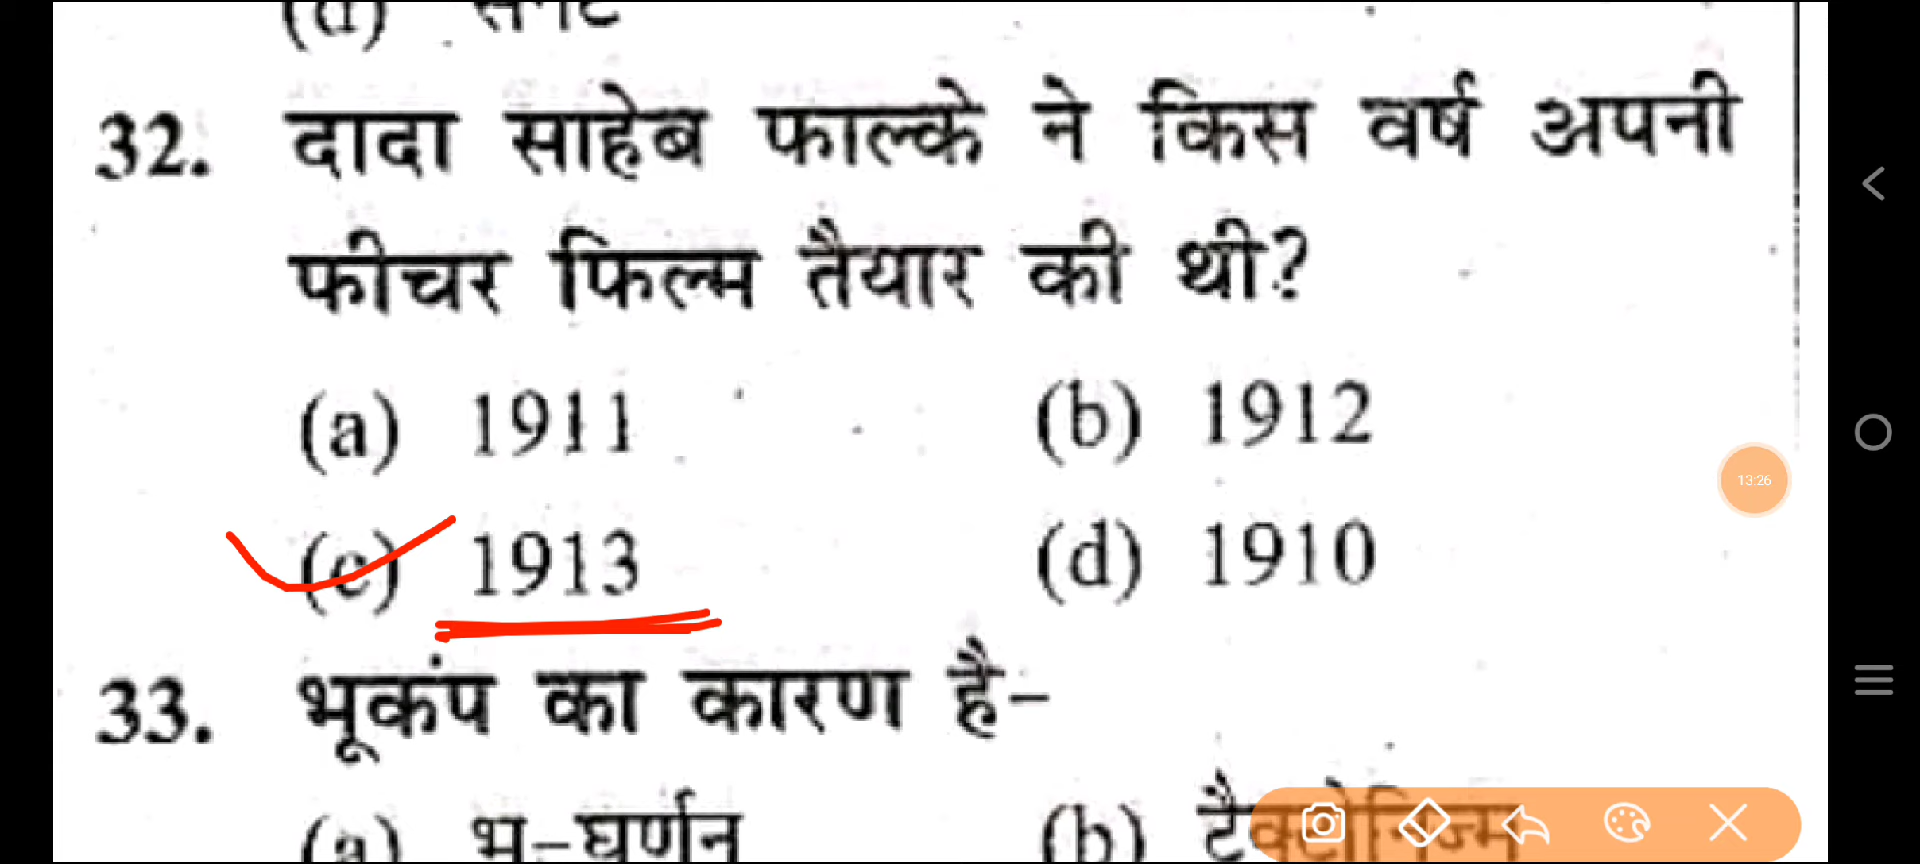 32. दादा साहेब फाल्के ने किस वर्ष अपनी
फीचर फिल्म तैयार की थी?
(a) 1911 (b) 1912
(c) 1913 (d) 1910
13:26
33. भूकंप का कारण है-
(a) (b) टैक्टोनिज्म